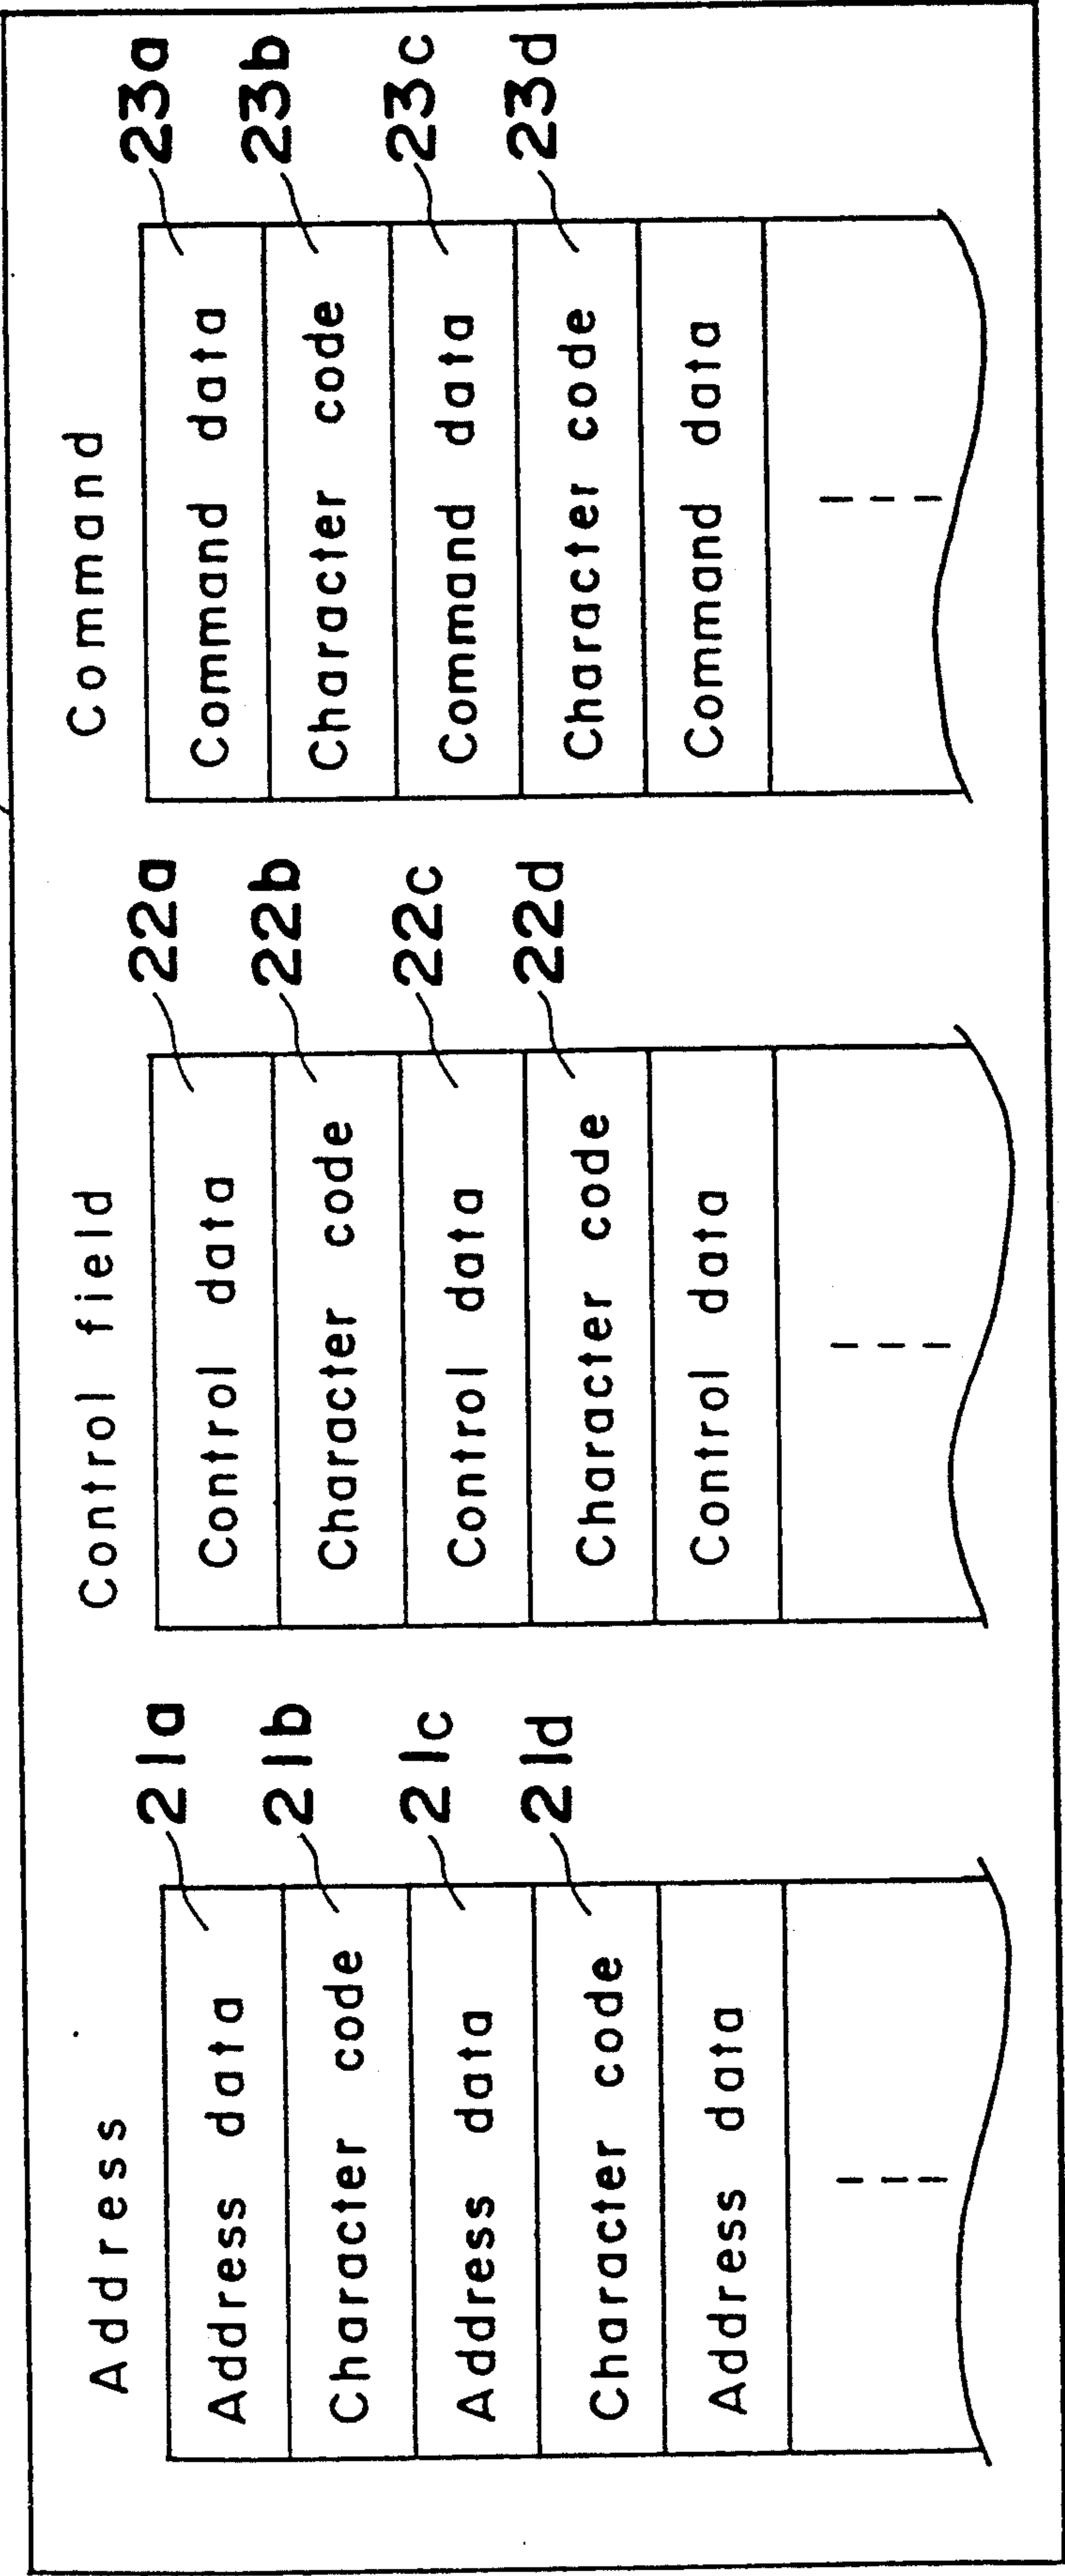 Address
Address data 21a
Character code 21b
Address data 21c
Character code 21d
Address data
Control field
Control data 22a
Character code 22b
Control data 22c
Character code 22d
Control data
Command
Command data 23a
Character code 23b
Command data 23c
Character code 23d
Command data